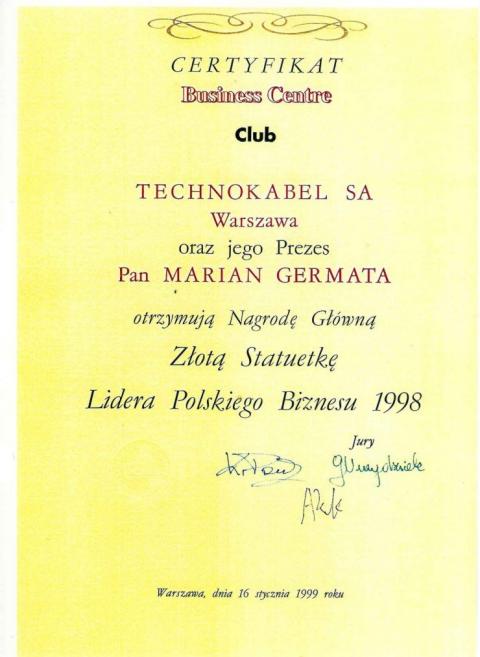 CERTYFIKAT
Business Centre
Club
TECHNOKABEL SA
Warszawa
oraz jego Prezes
Pan MARIAN GERMATA
otrzymują Nagrodę Główną
Złotą Statuetkę
Lidera Polskiego Biznesu 1998
Jury
Warszawa, dnia 16 stycznia 1999 roku